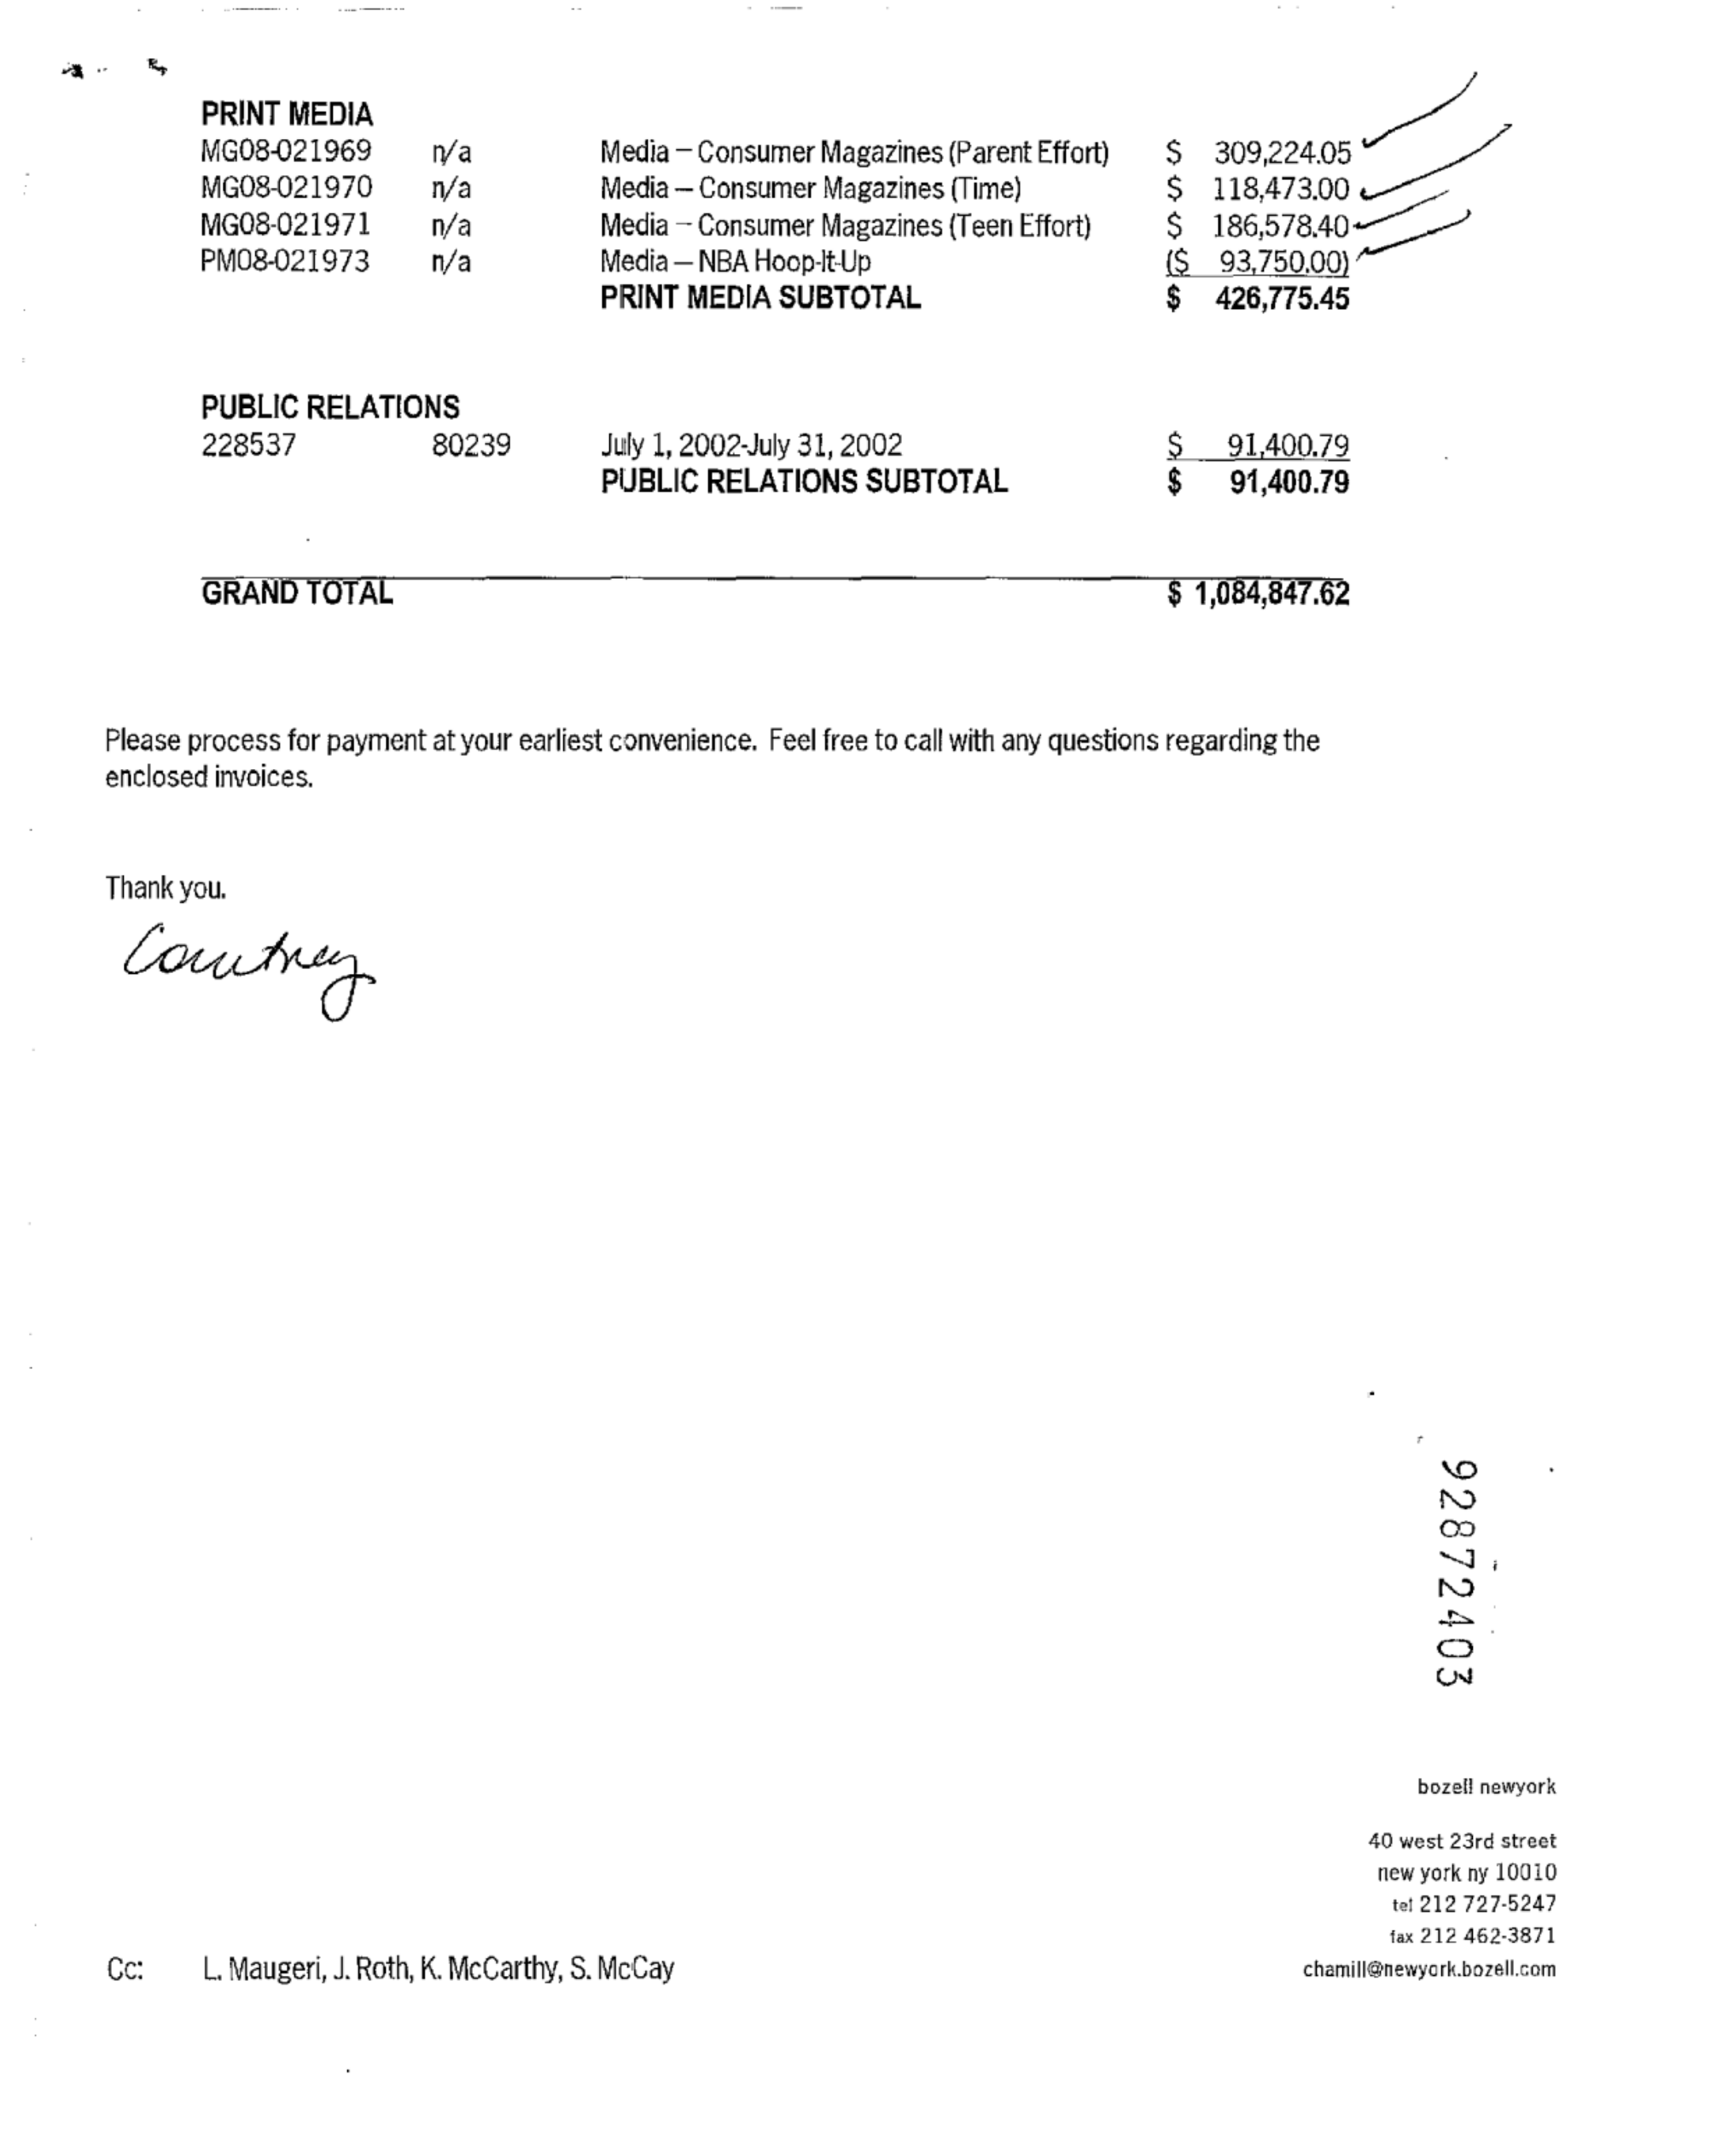 PRINT MEDIA
MG08-021969 n/a Media – Consumer Magazines (Parent Effort) $ 309,224.05
MG08-021970 n/a Media – Consumer Magazines (Time) $ 118,473.00
MG08-021971 n/a Media – Consumer Magazines (Teen Effort) $ 186,578.40
PM08-021973 n/a Media – NBA Hoop-It-Up ($ 93,750.00)
PRINT MEDIA SUBTOTAL $ 426,775.45
PUBLIC RELATIONS
228537 80239 July 1, 2002-July 31, 2002 $ 91,400.79
PUBLIC RELATIONS SUBTOTAL $ 91,400.79
GRAND TOTAL $ 1,084,847.62
Please process for payment at your earliest convenience. Feel free to call with any questions regarding the
enclosed invoices.
Thank you.
Courtney
92872403
bozell newyork
40 west 23rd street
new york ny 10010
tel 212 727-5247
fax 212 462-3871
chamill@newyork.bozell.com
Cc: L. Maugeri, J. Roth, K. McCarthy, S. McCay